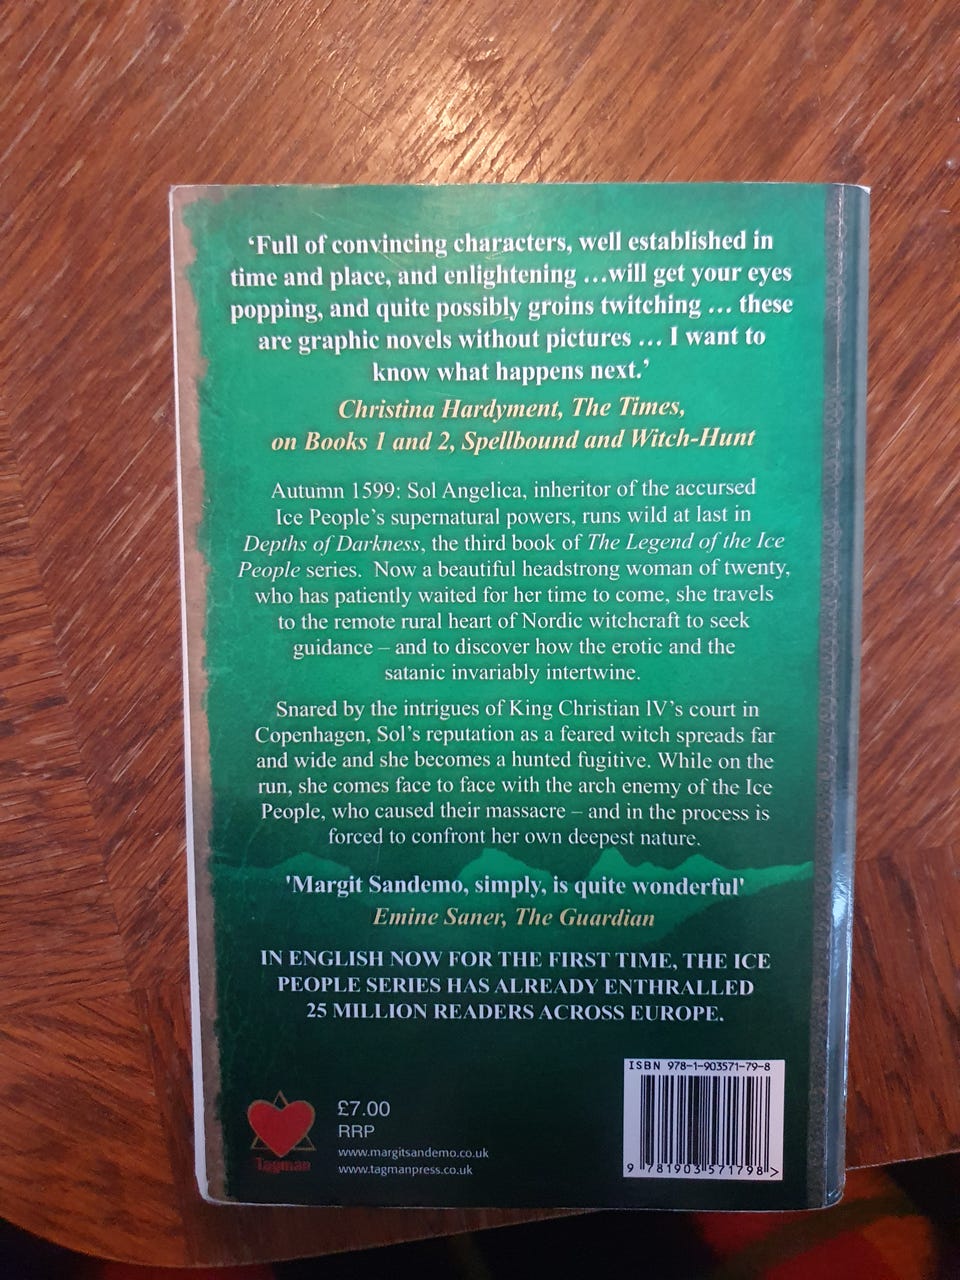 ‘Full of convincing characters, well established in
time and place, and enlightening …will get your eyes
popping, and quite possibly groins twitching … these
are graphic novels without pictures … I want to
know what happens next.’
Christina Hardyment, The Times,
on Books 1 and 2, Spellbound and Witch-Hunt
Autumn 1599: Sol Angelica, inheritor of the accursed
Ice People’s supernatural powers, runs wild at last in
Depths of Darkness, the third book of The Legend of the Ice
People series. Now a beautiful headstrong woman of twenty,
who has patiently waited for her time to come, she travels
to the remote rural heart of Nordic witchcraft to seek
guidance – and to discover how the erotic and the
satanic invariably intertwine.
Snared by the intrigues of King Christian IV’s court in
Copenhagen, Sol’s reputation as a feared witch spreads far
and wide and she becomes a hunted fugitive. While on the
run, she comes face to face with the arch enemy of the Ice
People, who caused their massacre – and in the process is
forced to confront her own deepest nature.
'Margit Sandemo, simply, is quite wonderful'
Emine Saner, The Guardian
IN ENGLISH NOW FOR THE FIRST TIME, THE ICE
PEOPLE SERIES HAS ALREADY ENTHRALLED
25 MILLION READERS ACROSS EUROPE.
Tagman
£7.00
RRP
www.margitsandemo.co.uk
www.tagmanpress.co.uk
ISBN 978-1-903571-79-8
9 781903 571798 >